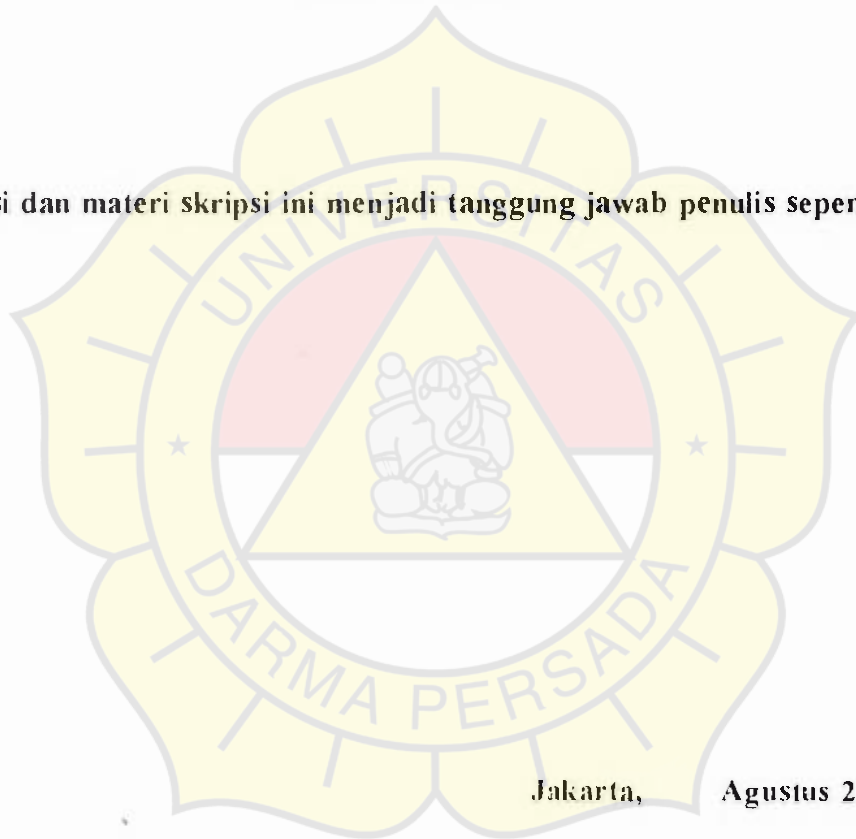 i dan materi skripsi ini menjadi tanggung jawab penulis seper
UNIVERSITAS
DARMA PERSADA
Jakarta, Agustus 2